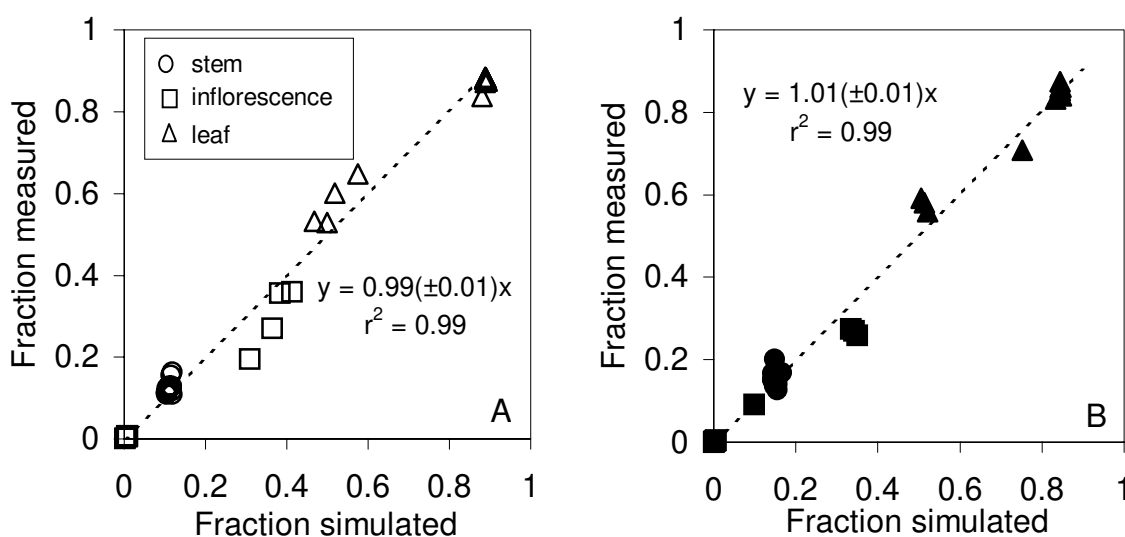 1
0.8
0.6
0.4
0.2
0
Fraction measured
stem
inflorescence
leaf
y = 0.99(±0.01)x
r² = 0.99
A
0 0.2 0.4 0.6 0.8 1
Fraction simulated
1
0.8
0.6
0.4
0.2
0
Fraction measured
y = 1.01(±0.01)x
r² = 0.99
B
0 0.2 0.4 0.6 0.8 1
Fraction simulated